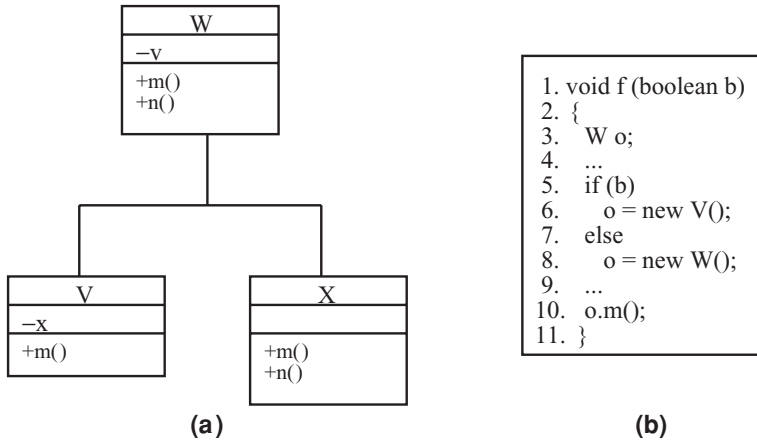 W
–v
+m()
+n()
V
–x
+m()
X
+m()
+n()
(a)
1. void f (boolean b)
2. {
3. W o;
4. ...
5. if (b)
6. o = new V();
7. else
8. o = new W();
9. ...
10. o.m();
11. }
(b)